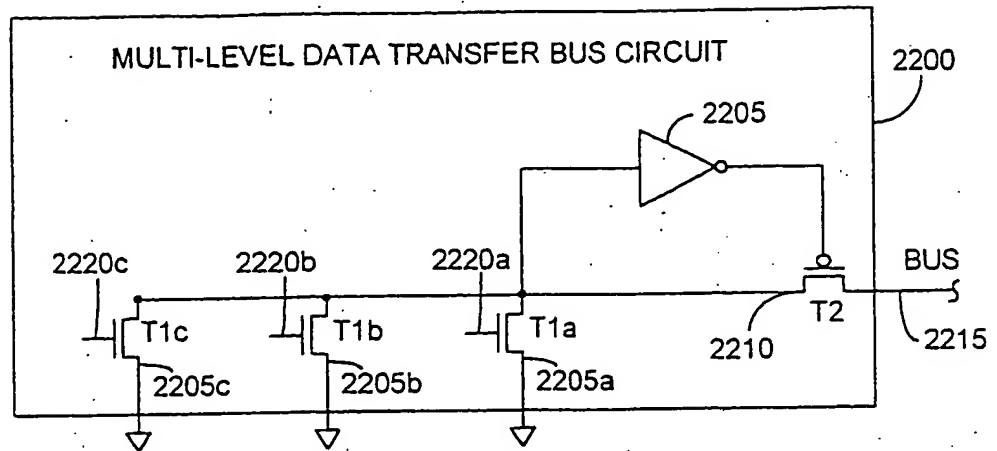 MULTI-LEVEL DATA TRANSFER BUS CIRCUIT
2200
2205
2220c
2220b
2220a
BUS
T1c
T1b
T1a
T2
2210
2215
2205c
2205b
2205a